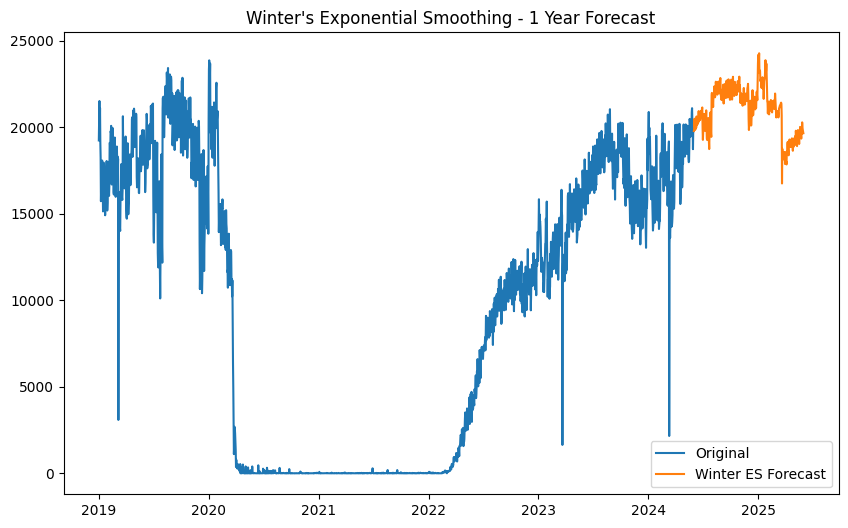 Winter's Exponential Smoothing - 1 Year Forecast
25000
20000
15000
10000
5000
0
2019 2020 2021 2022 2023 2024 2025
Original
Winter ES Forecast